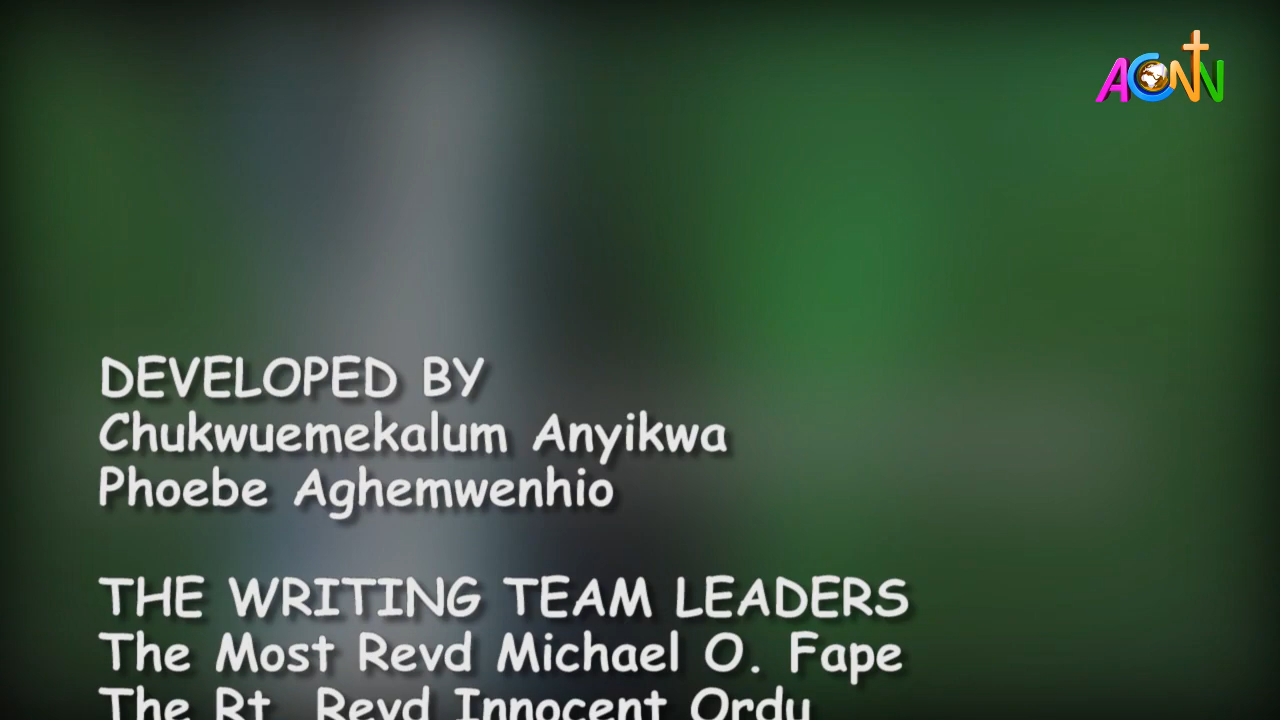 ACNN
DEVELOPED BY
Chukwuemekalum Anyikwa
Phoebe Aghemwenhio
THE WRITING TEAM LEADERS
The Most Revd Michael O. Fape
The Rt. Revd Innocent Ordu